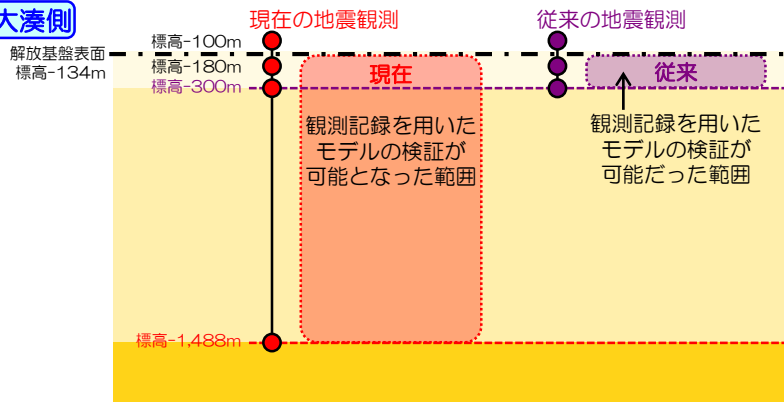 大湊側
現在の地震観測
従来の地震観測
解放基盤表面
標高-134m
標高-100m
標高-180m
標高-300m
現在
従来
観測記録を用いた
モデルの検証が
可能となった範囲
観測記録を用いた
モデルの検証が
可能だった範囲
標高-1,488m